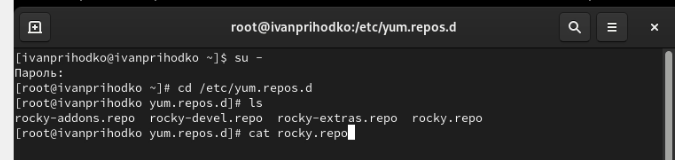 root@ivanprihodko:/etc/yum.repos.d
[ivanprihodko@ivanprihodko ~]$ su -
Пароль:
[root@ivanprihodko ~]# cd /etc/yum.repos.d
[root@ivanprihodko yum.repos.d]# ls
rocky-addons.repo  rocky-devel.repo  rocky-extras.repo  rocky.repo
[root@ivanprihodko yum.repos.d]# cat rocky.repo